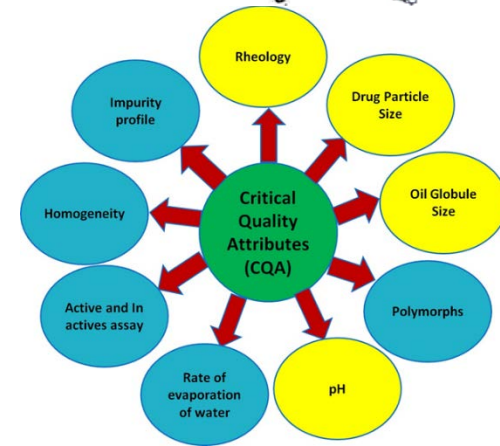 Rheology
Drug Particle
Size
Oil Globule
Size
Polymorphs
pH
Rate of
evaporation
of water
Active and In
actives assay
Homogeneity
Impurity
profile
Critical
Quality
Attributes
(CQA)